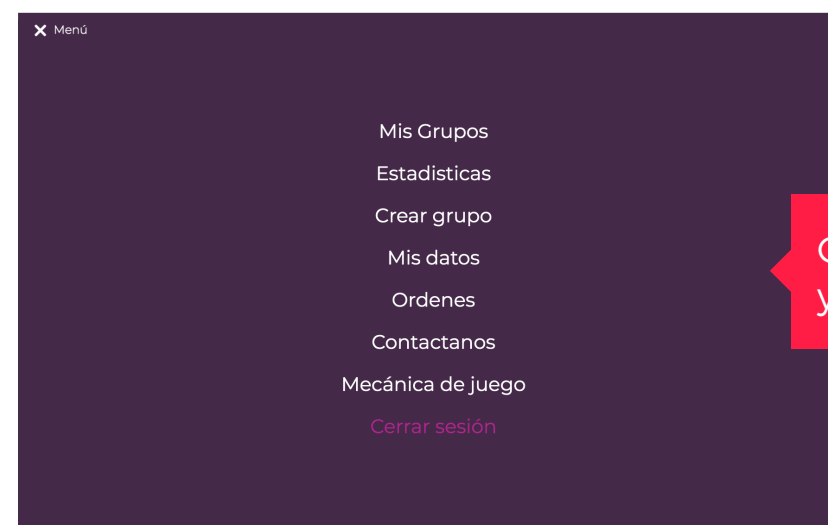 Menú
Mis Grupos
Estadisticas
Crear grupo
Mis datos
Ordenes
Contactanos
Mecánica de juego
Cerrar sesión